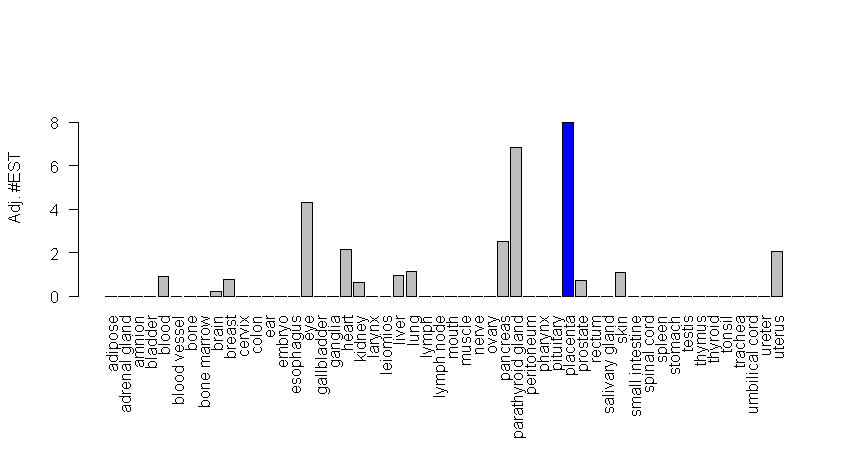 Adj. #EST
8
6
4
2
0
adipose
adrenal gland
amnion
bladder
blood
blood vessel
bone
bone marrow
brain
breast
cervix
colon
ear
embryo
esophagus
eye
gallbladder
ganglia
heart
kidney
larynx
leiomios
liver
lung
lymph
lymph node
mouth
muscle
nerve
ovary
pancreas
parathyroid gland
peritoneum
pharynx
pituitary
placenta
prostate
rectum
salivary gland
skin
small intestine
spinal cord
spleen
stomach
testis
thymus
thyroid
tonsil
trachea
umbilical cord
ureter
uterus